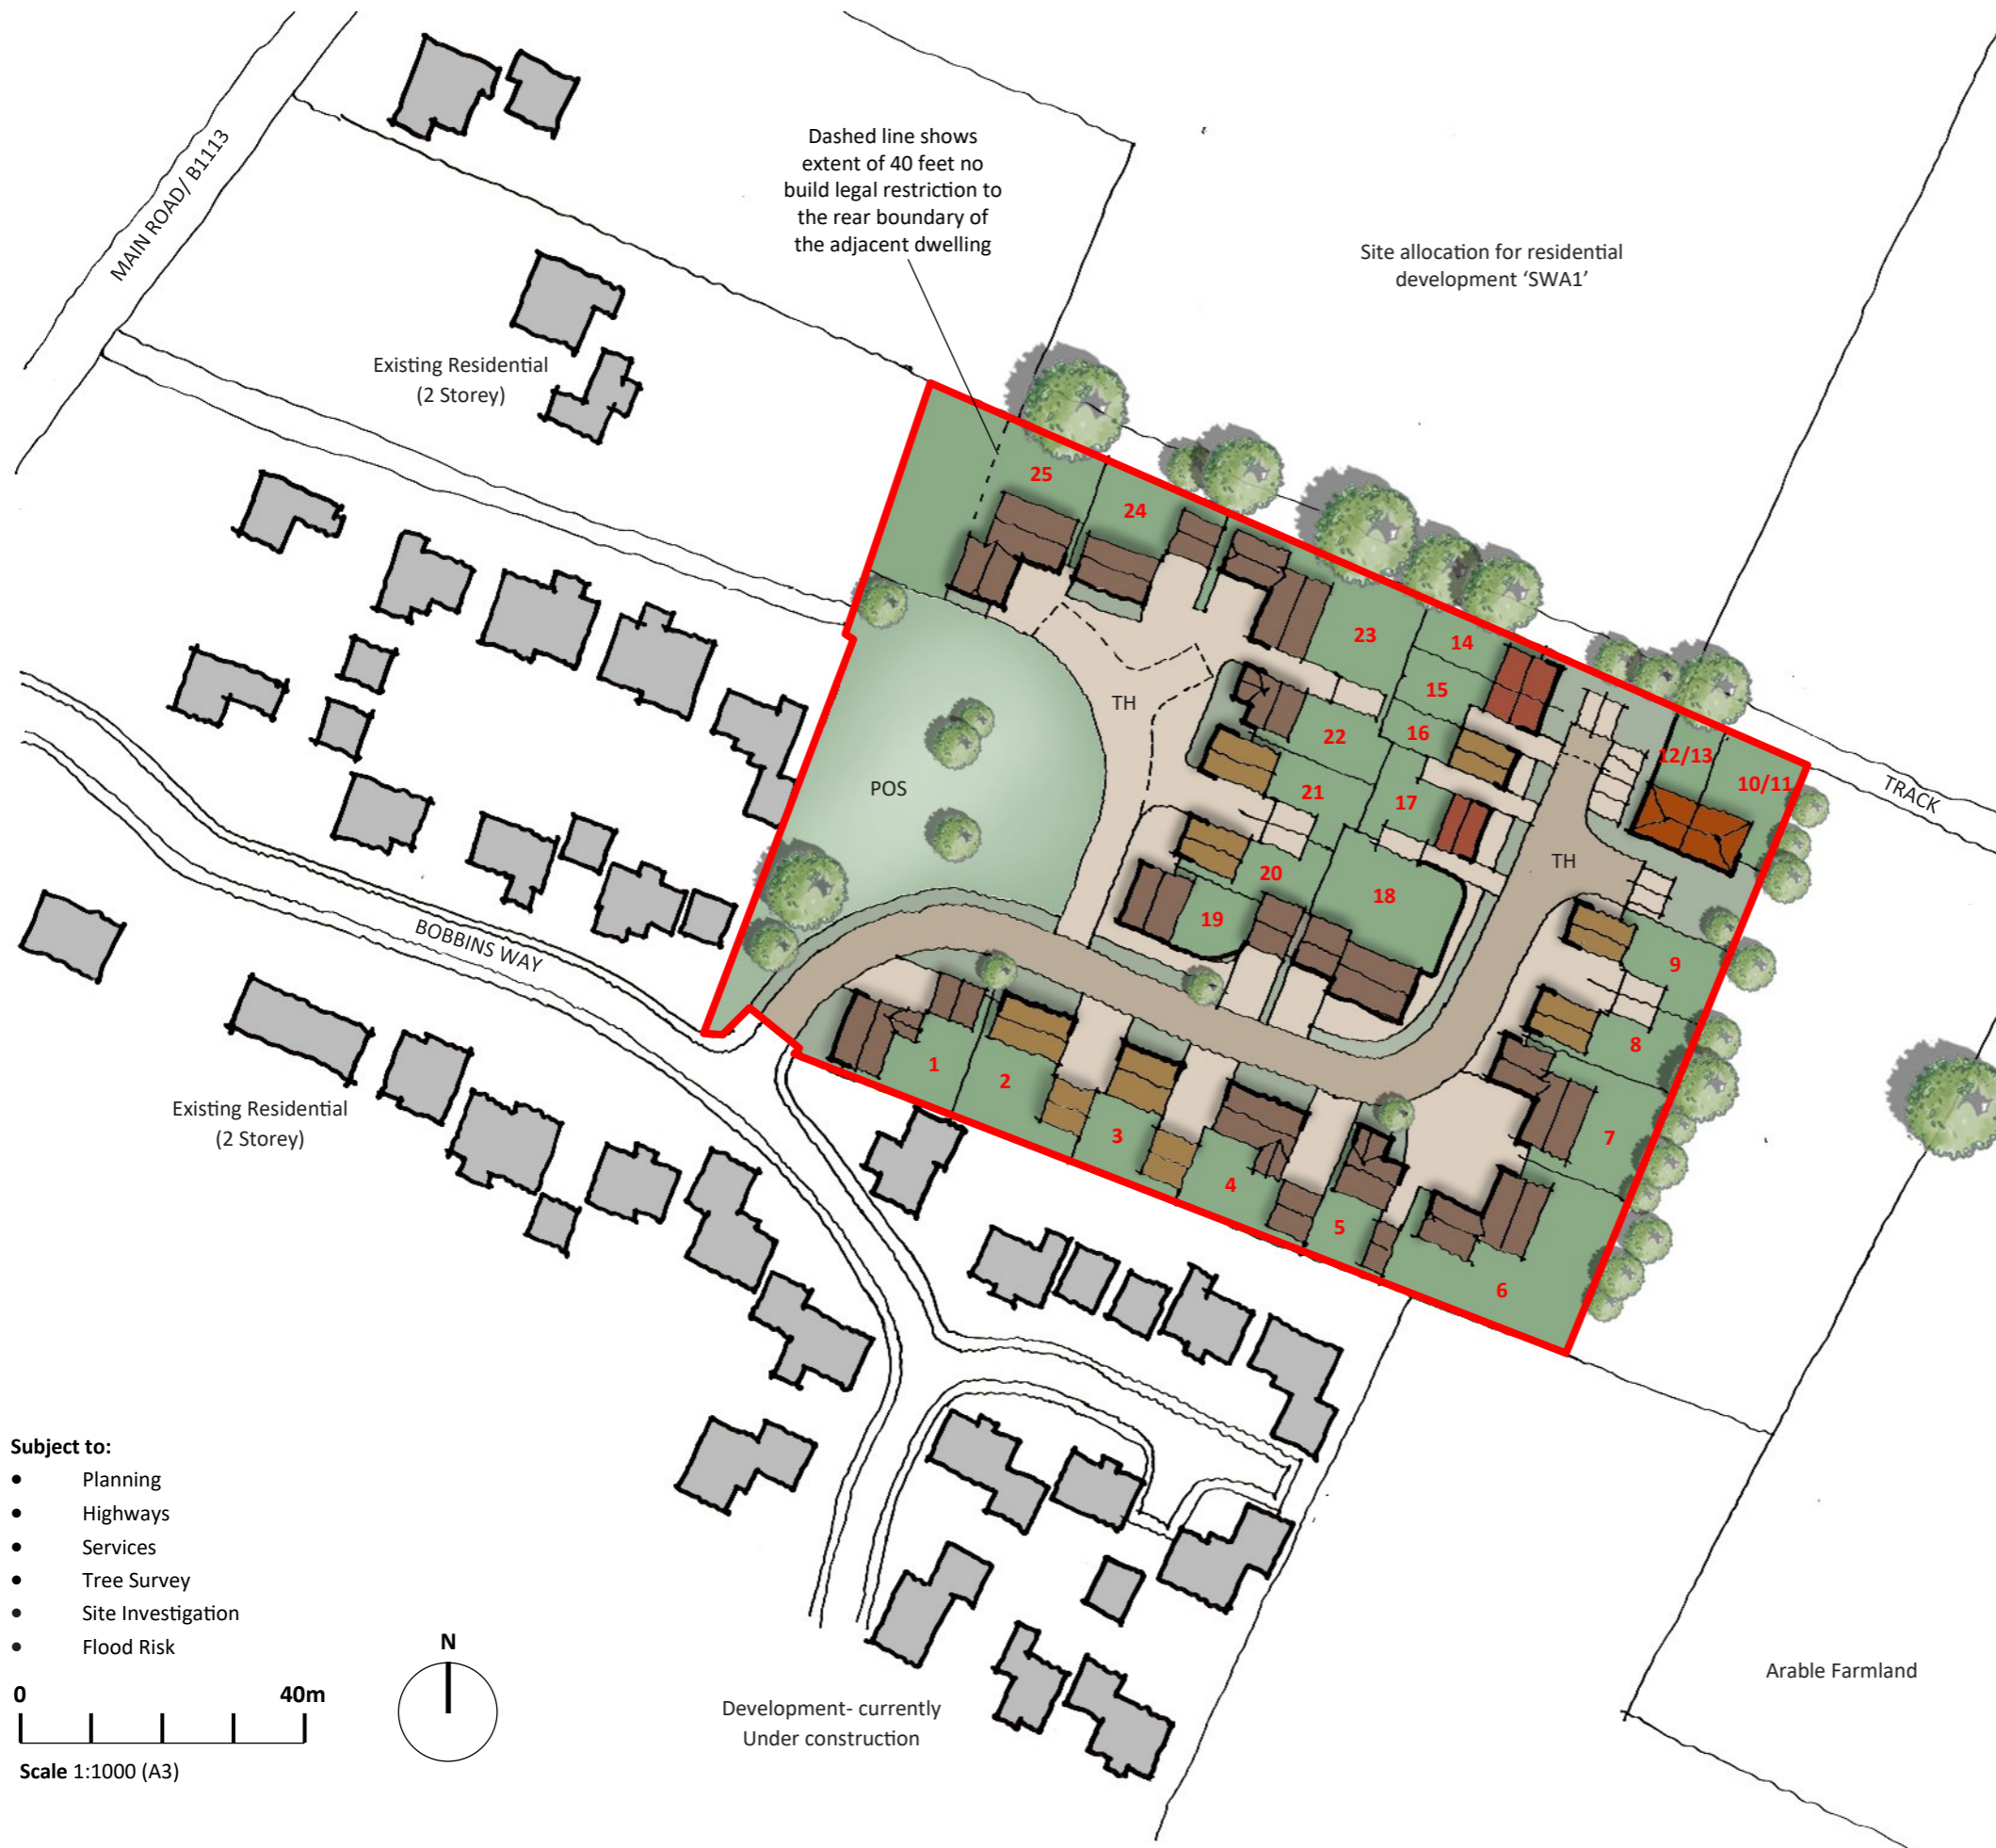 MAIN ROAD/ B1113
Dashed line shows
extent of 40 feet no
build legal restriction to
the rear boundary of
the adjacent dwelling
Site allocation for residential
development ‘SWA1’
Existing Residential
(2 Storey)
25
24
23
14
15
16
22
21
17
12/13
10/11
TRACK
TH
TH
POS
20
18
19
9
8
7
BOBBINS WAY
1
2
3
4
5
6
Existing Residential
(2 Storey)
Subject to:
• Planning
• Highways
• Services
• Tree Survey
• Site Investigation
• Flood Risk
0 40m
Scale 1:1000 (A3)
N
Development- currently
Under construction
Arable Farmland